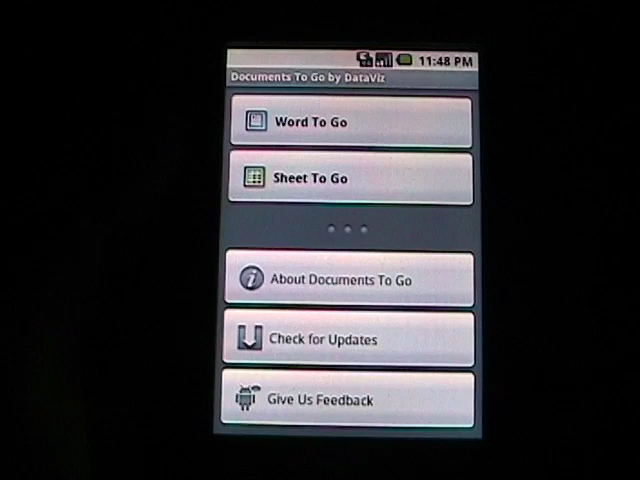 11:48 PM
Documents To Go by DataViz
Word To Go
Sheet To Go
About Documents To Go
Check for Updates
Give Us Feedback